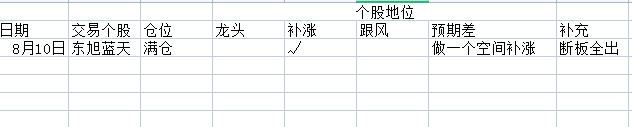 个股地位
日期 交易个股 仓位 龙头 补涨 跟风 预期差 补充
8月10日 东旭蓝天 满仓 √ 做一个空间补涨 断板全出